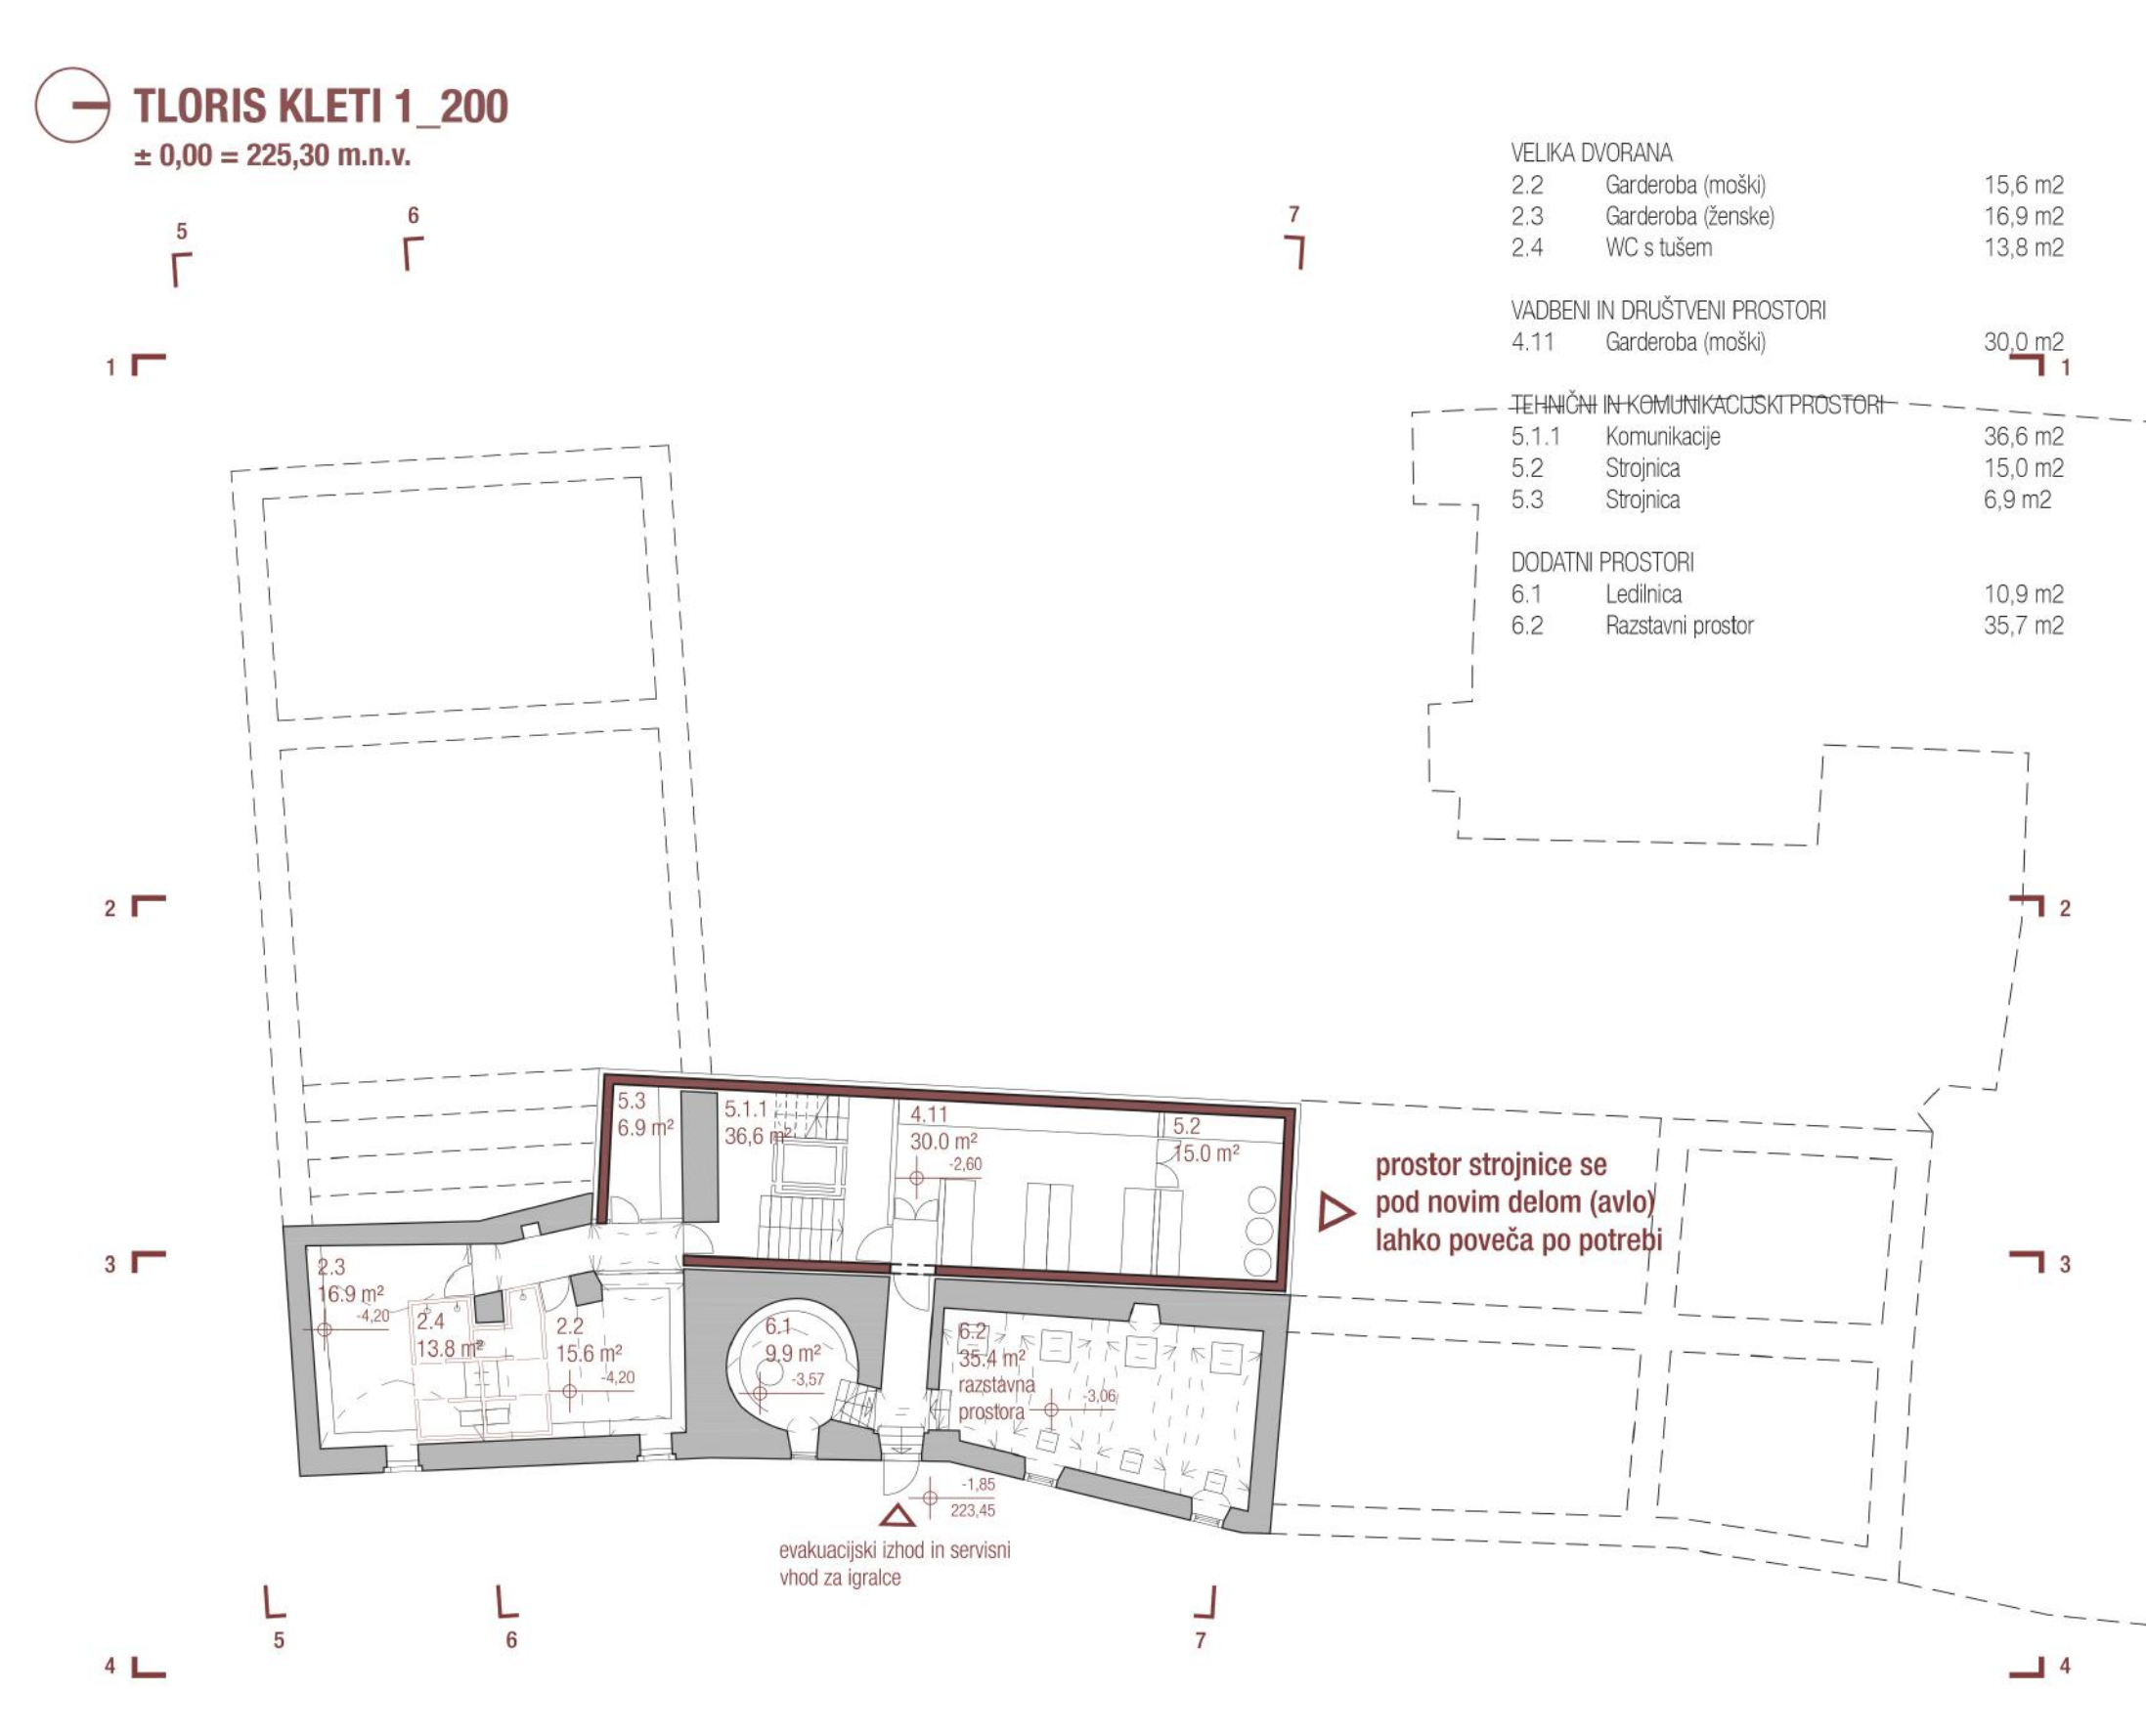 TLORIS KLETI 1_200
± 0,00 = 225,30 m.n.v.
VELIKA DVORANA
2.2 Garderoba (moški) 15,6 m2
2.3 Garderoba (ženske) 16,9 m2
2.4 WC s tušem 13,8 m2
VADBENI IN DRUŠTVENI PROSTORI
4.11 Garderoba (moški) 30,0 m2
TEHNIČNI IN KOMUNIKACIJSKI PROSTORI
5.1.1 Komunikacije 36,6 m2
5.2 Strojnica 15,0 m2
5.3 Strojnica 6,9 m2
DODATNI PROSTORI
6.1 Ledilnica 10,9 m2
6.2 Razstavni prostor 35,7 m2
5
6
7
1
1
2
2
3
3
5.3
6.9 m²
5.1.1
36,6 m²
4.11
30.0 m²
-2,60
5.2
15.0 m²
prostor strojnice se
pod novim delom (avlo)
lahko poveča po potrebi
2.3
16.9 m²
-4,20
2.4
13.8 m²
2.2
15.6 m²
-4,20
6.1
9.9 m²
-3,57
6.2
35.4 m²
razstavna
prostora
-3,06
-1,85
223,45
evakuacijski izhod in servisni
vhod za igralce
5
6
7
4
4